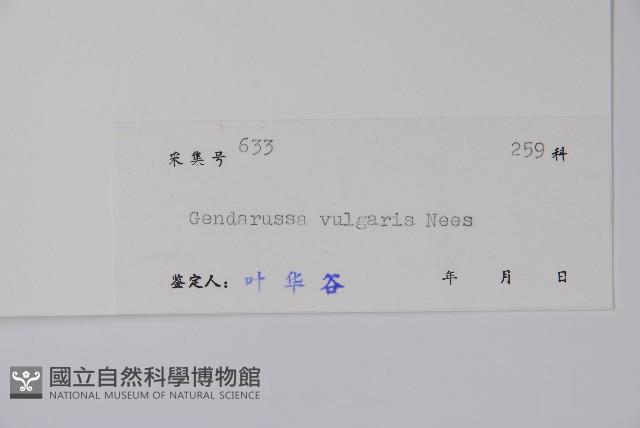 采集号 633 259 科
Gendarussa vulgaris Nees
鉴定人： 叶 华 谷 年 月 日
國立自然科學博物館
NATIONAL MUSEUM OF NATURAL SCIENCE